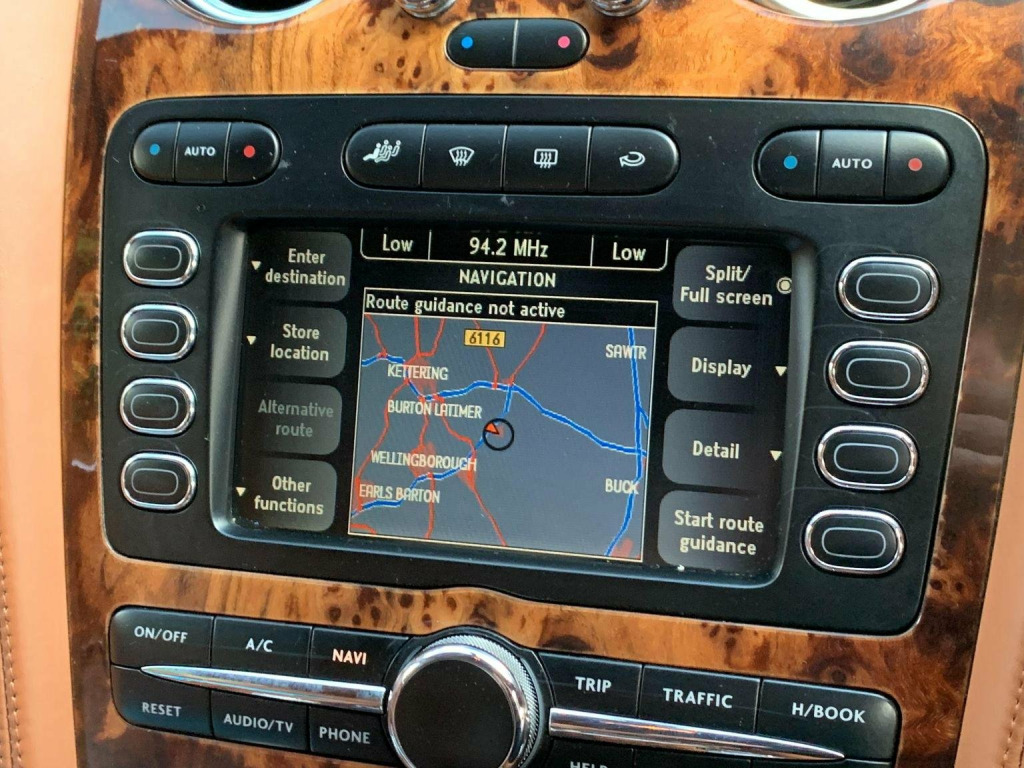 AUTO
AUTO
Low
94.2 MHz
Low
NAVIGATION
Route guidance not active
Enter
destination
Store
location
Alternative
route
Other
functions
6116
SAWTR
KETTERING
BURTON LATIMER
WELLINGBOROUGH
EARLS BARTON
BUCK
Split/
Full screen
Display
Detail
Start route
guidance
ON/OFF
A/C
NAVI
TRIP
TRAFFIC
H/BOOK
RESET
AUDIO/TV
PHONE
HELP